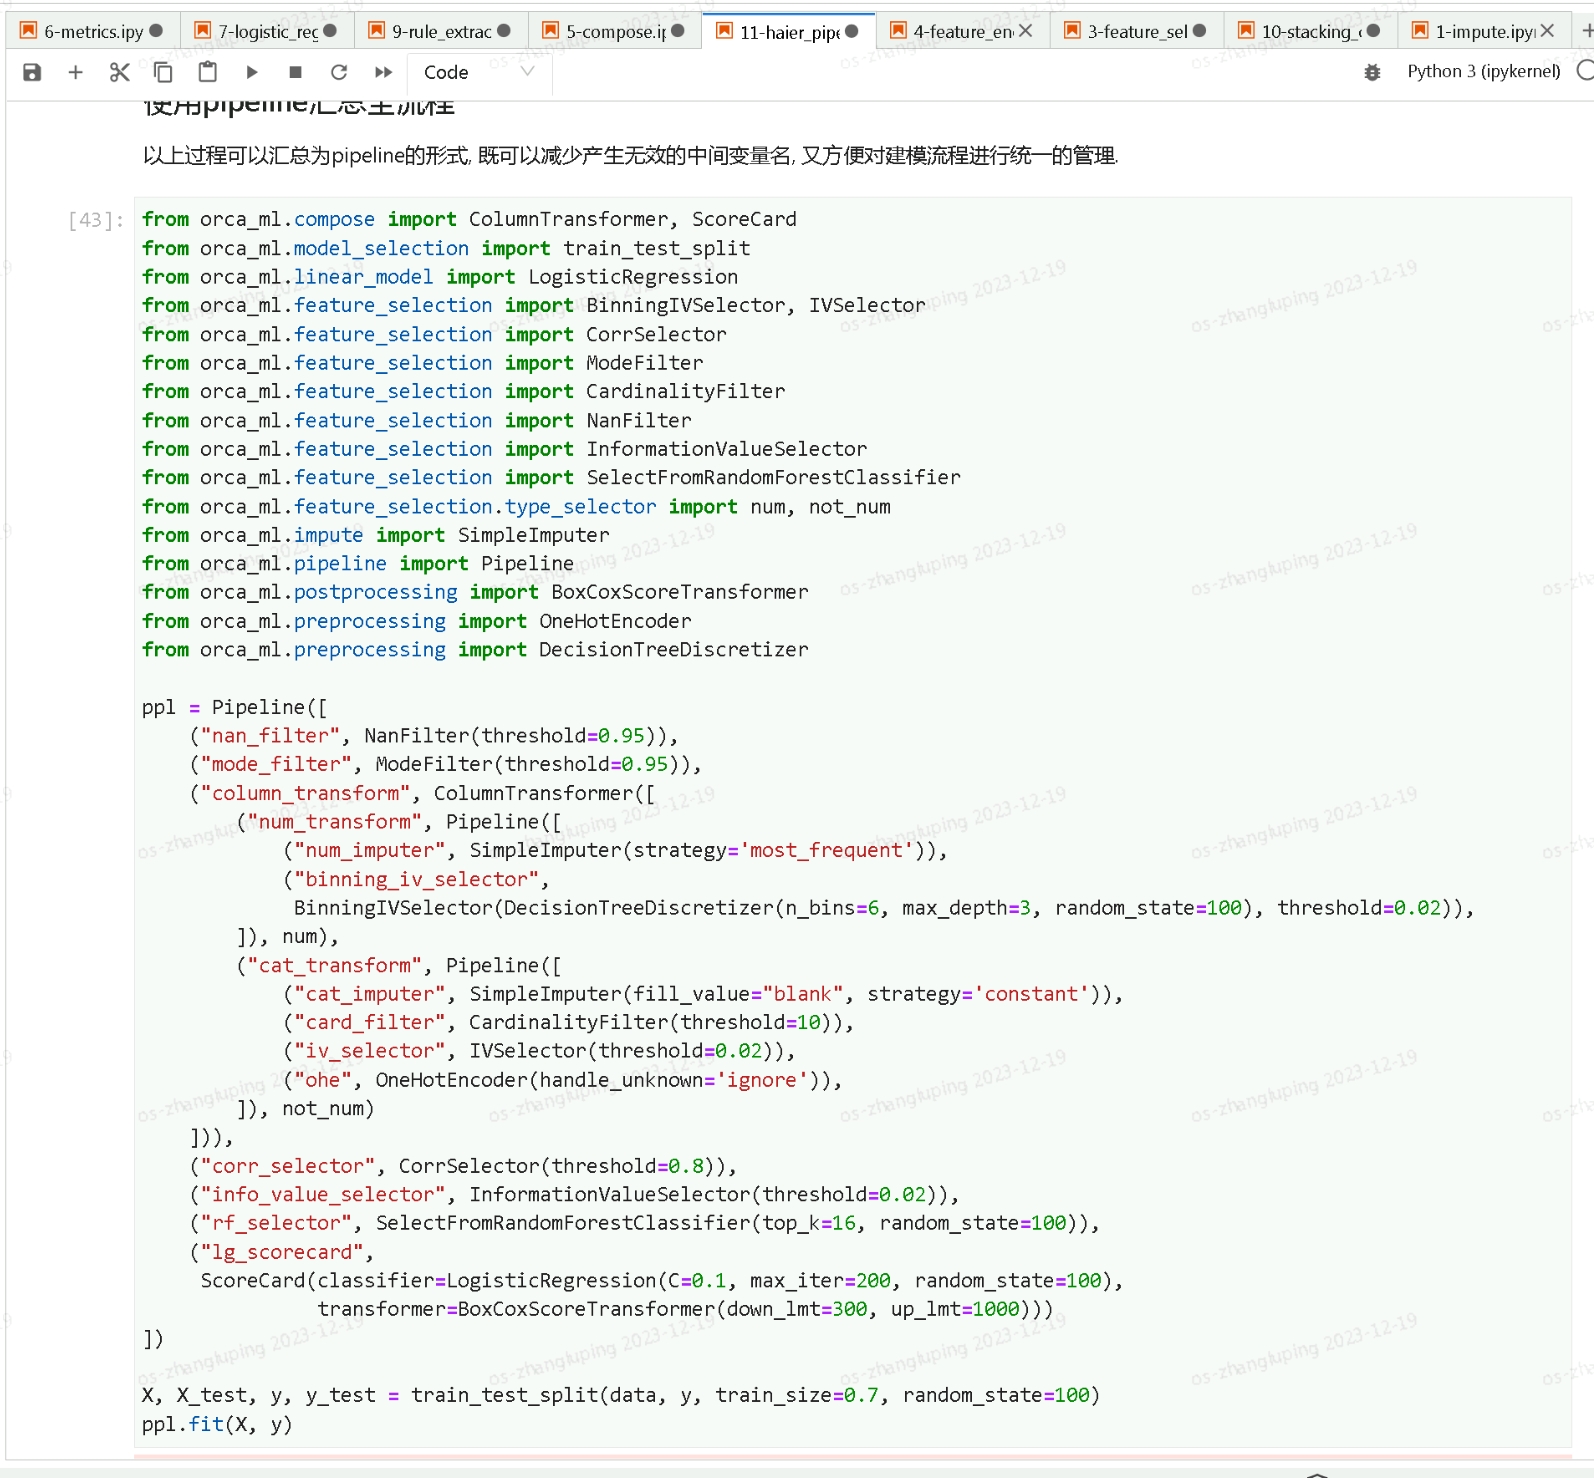 6-metrics.ipy
7-logistic_reg
9-rule_extrac
5-compose.ip
11-haier_pipe
4-feature_en
3-feature_sel
10-stacking_c
1-impute.ipy
Code
Python 3 (ipykernel)
使用pipeline汇总全流程
以上过程可以汇总为pipeline的形式, 既可以减少产生无效的中间变量名, 又方便对建模流程进行统一的管理.
[43]:
from orca_ml.compose import ColumnTransformer, ScoreCard
from orca_ml.model_selection import train_test_split
from orca_ml.linear_model import LogisticRegression
from orca_ml.feature_selection import BinningIVSelector, IVSelector
from orca_ml.feature_selection import CorrSelector
from orca_ml.feature_selection import ModeFilter
from orca_ml.feature_selection import CardinalityFilter
from orca_ml.feature_selection import NanFilter
from orca_ml.feature_selection import InformationValueSelector
from orca_ml.feature_selection import SelectFromRandomForestClassifier
from orca_ml.feature_selection.type_selector import num, not_num
from orca_ml.impute import SimpleImputer
from orca_ml.pipeline import Pipeline
from orca_ml.postprocessing import BoxCoxScoreTransformer
from orca_ml.preprocessing import OneHotEncoder
from orca_ml.preprocessing import DecisionTreeDiscretizer
ppl = Pipeline([
("nan_filter", NanFilter(threshold=0.95)),
("mode_filter", ModeFilter(threshold=0.95)),
("column_transform", ColumnTransformer([
("num_transform", Pipeline([
("num_imputer", SimpleImputer(strategy='most_frequent')),
("binning_iv_selector",
BinningIVSelector(DecisionTreeDiscretizer(n_bins=6, max_depth=3, random_state=100), threshold=0.02)),
]), num),
("cat_transform", Pipeline([
("cat_imputer", SimpleImputer(fill_value="blank", strategy='constant')),
("card_filter", CardinalityFilter(threshold=10)),
("iv_selector", IVSelector(threshold=0.02)),
("ohe", OneHotEncoder(handle_unknown='ignore')),
]), not_num)
])),
("corr_selector", CorrSelector(threshold=0.8)),
("info_value_selector", InformationValueSelector(threshold=0.02)),
("rf_selector", SelectFromRandomForestClassifier(top_k=16, random_state=100)),
("lg_scorecard",
ScoreCard(classifier=LogisticRegression(C=0.1, max_iter=200, random_state=100),
transformer=BoxCoxScoreTransformer(down_lmt=300, up_lmt=1000)))
])
X, X_test, y, y_test = train_test_split(data, y, train_size=0.7, random_state=100)
ppl.fit(X, y)